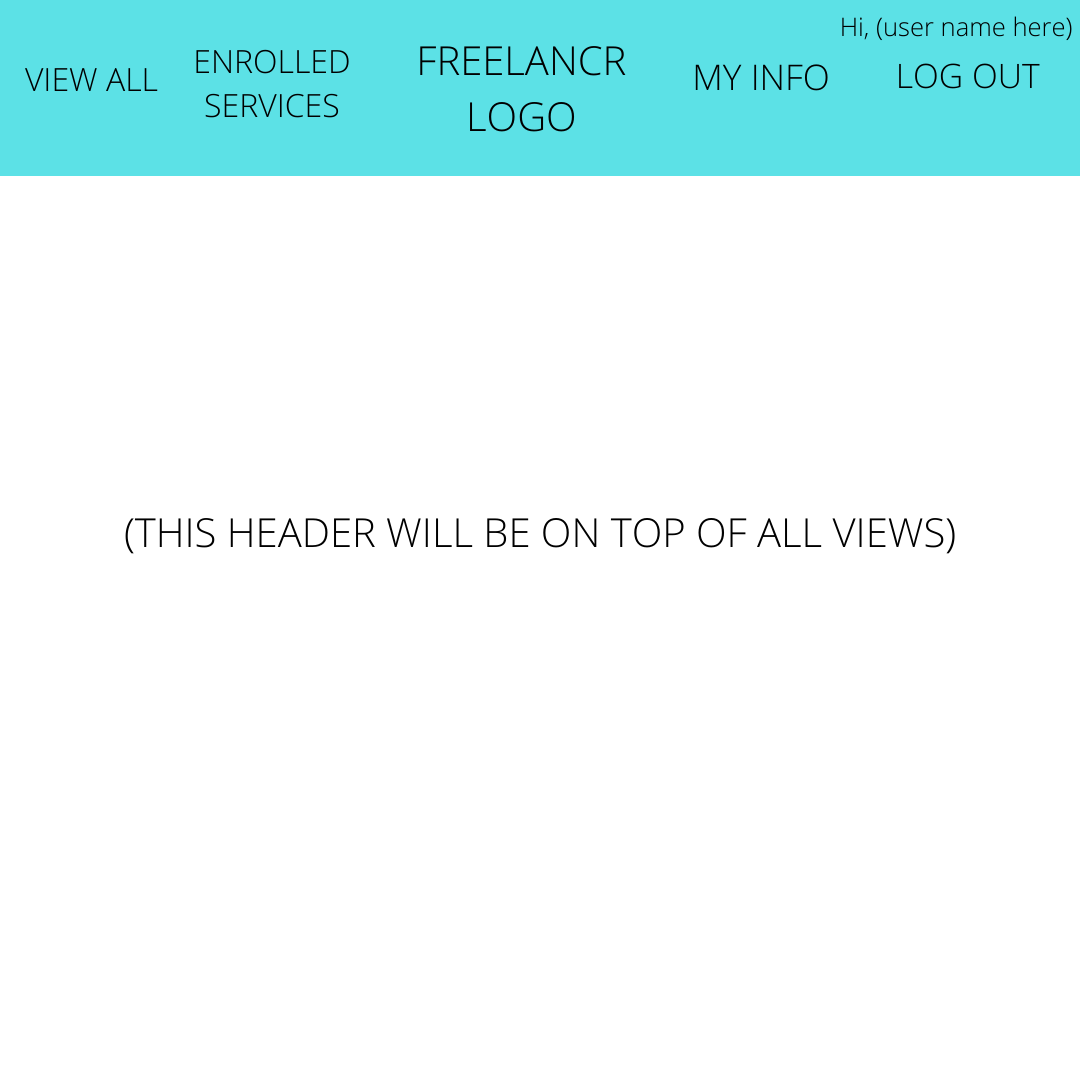 Hi, (user name here)
VIEW ALL
ENROLLED
SERVICES
FREELANCR
LOGO
MY INFO
LOG OUT
(THIS HEADER WILL BE ON TOP OF ALL VIEWS)